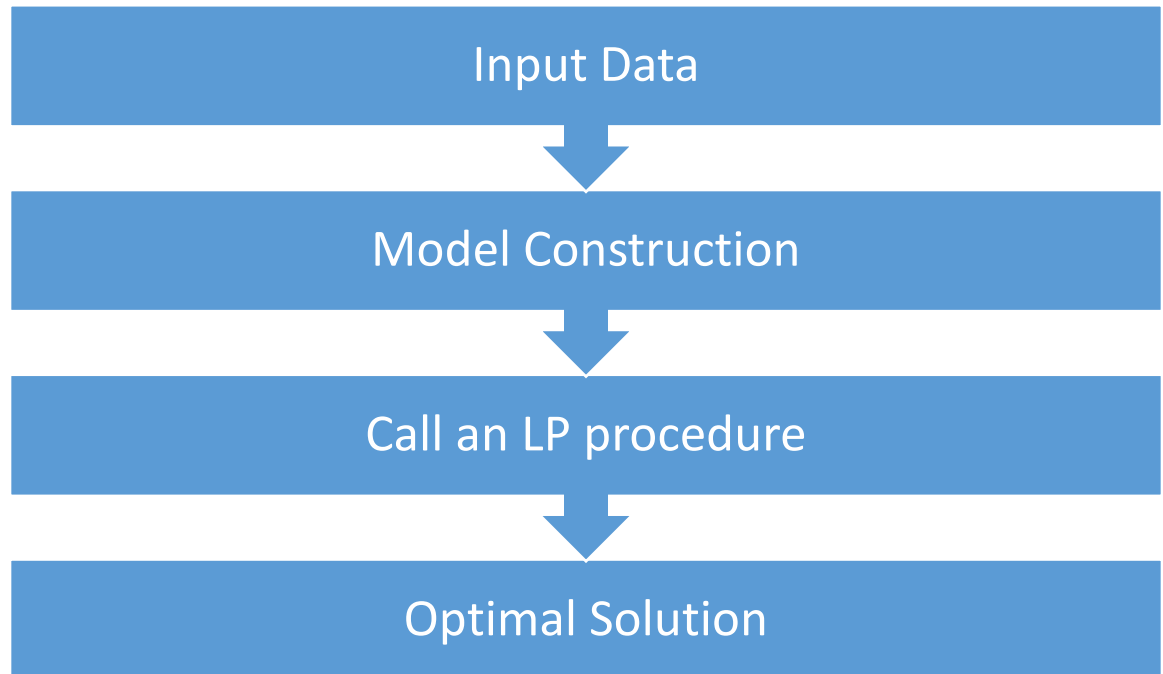 Input Data
Model Construction
Call an LP procedure
Optimal Solution